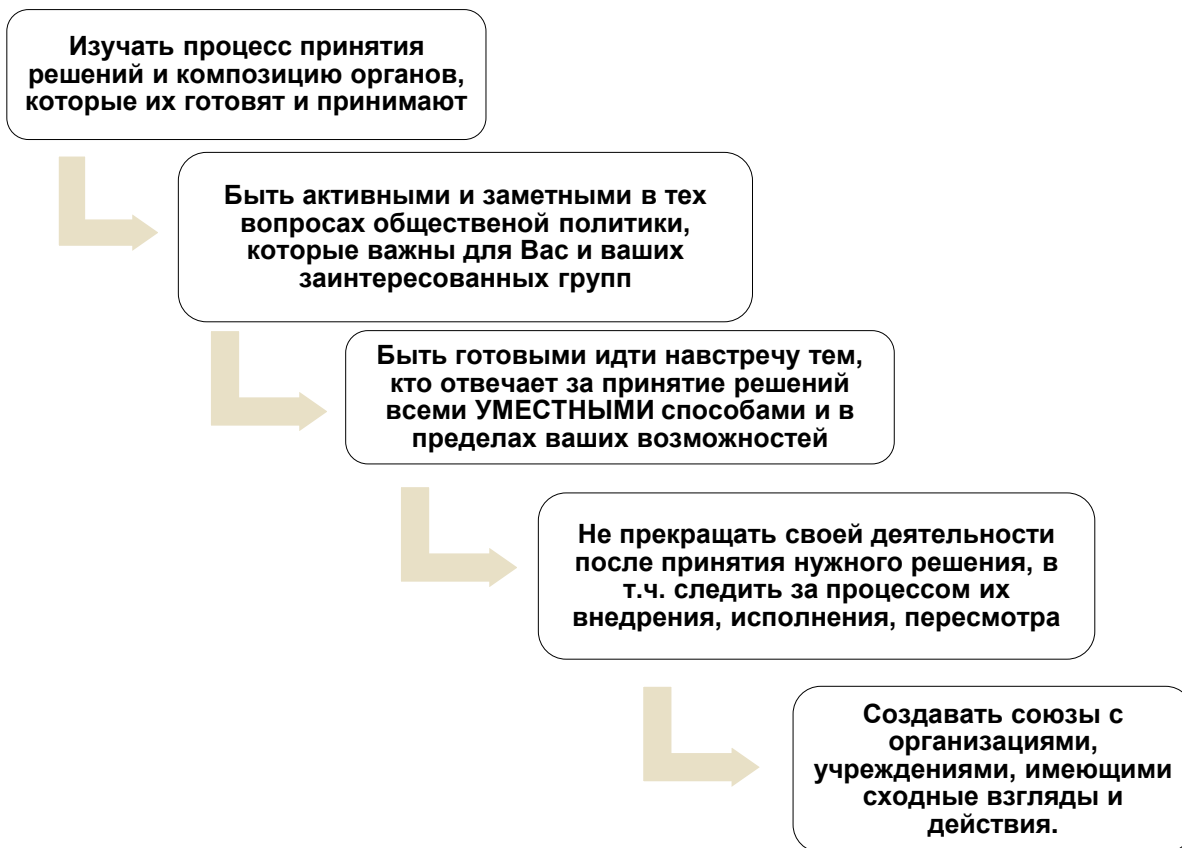 Изучать процесс принятия
решений и композицию органов,
которые их готовят и принимают
Быть активными и заметными в тех
вопросах общественой политики,
которые важны для Вас и ваших
заинтересованных групп
Быть готовыми идти навстречу тем,
кто отвечает за принятие решений
всеми УМЕСТНЫМИ способами и в
пределах ваших возможностей
Не прекращать своей деятельности
после принятия нужного решения, в
т.ч. следить за процессом их
внедрения, исполнения, пересмотра
Создавать союзы с
организациями,
учреждениями, имеющими
сходные взгляды и
действия.